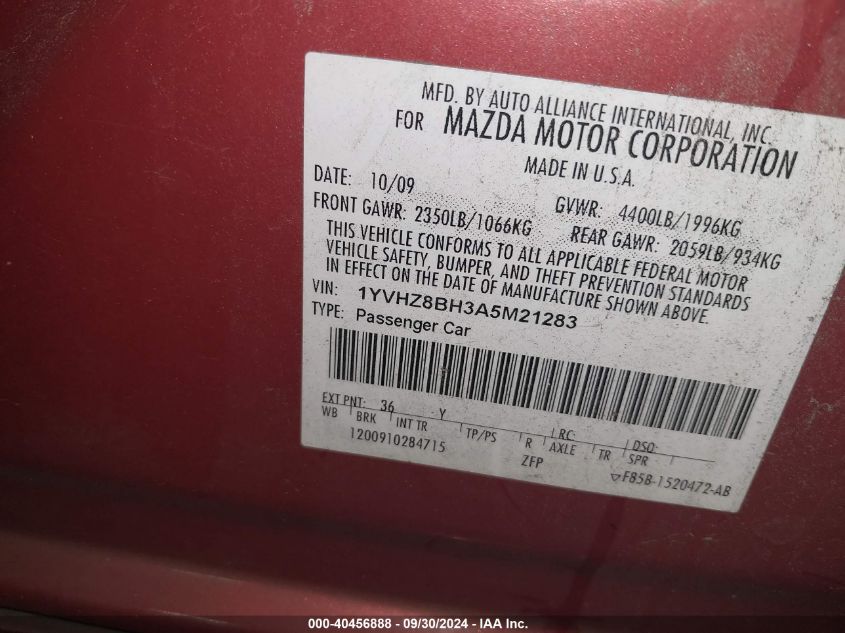 MFD. BY AUTO ALLIANCE INTERNATIONAL, INC.
FOR MAZDA MOTOR CORPORATION
MADE IN U.S.A.
DATE: 10/09 GVWR: 4400LB/1996KG
FRONT GAWR: 2350LB/1066KG REAR GAWR: 2059LB/934KG
THIS VEHICLE CONFORMS TO ALL APPLICABLE FEDERAL MOTOR
VEHICLE SAFETY, BUMPER, AND THEFT PREVENTION STANDARDS
IN EFFECT ON THE DATE OF MANUFACTURE SHOWN ABOVE.
VIN: 1YVHZ8BH3A5M21283
TYPE: Passenger Car
EXT PNT: 36 Y LRC: DSO:
WB BRK INT TR TP/PS R AXLE TR SPR
1200910284715 ZFP
F85B-1520472-AB
000-40456888 - 09/30/2024 - IAA Inc.